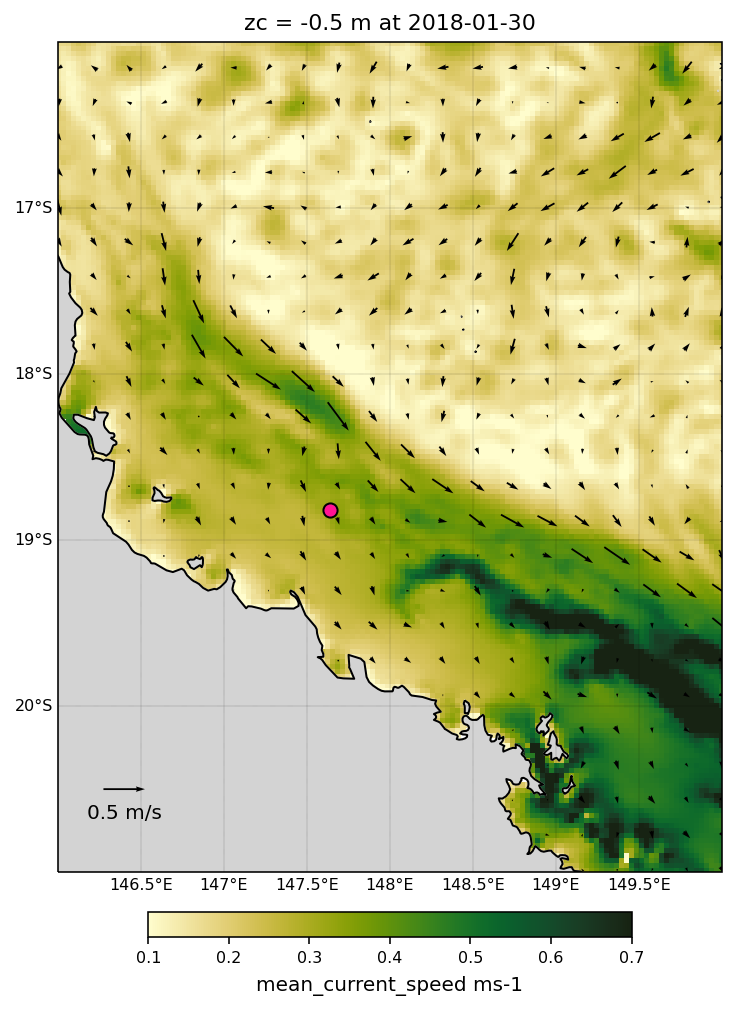 zc = -0.5 m at 2018-01-30
17°S
18°S
19°S
20°S
0.5 m/s
146.5°E 147°E 147.5°E 148°E 148.5°E 149°E 149.5°E
0.1 0.2 0.3 0.4 0.5 0.6 0.7
mean_current_speed ms-1